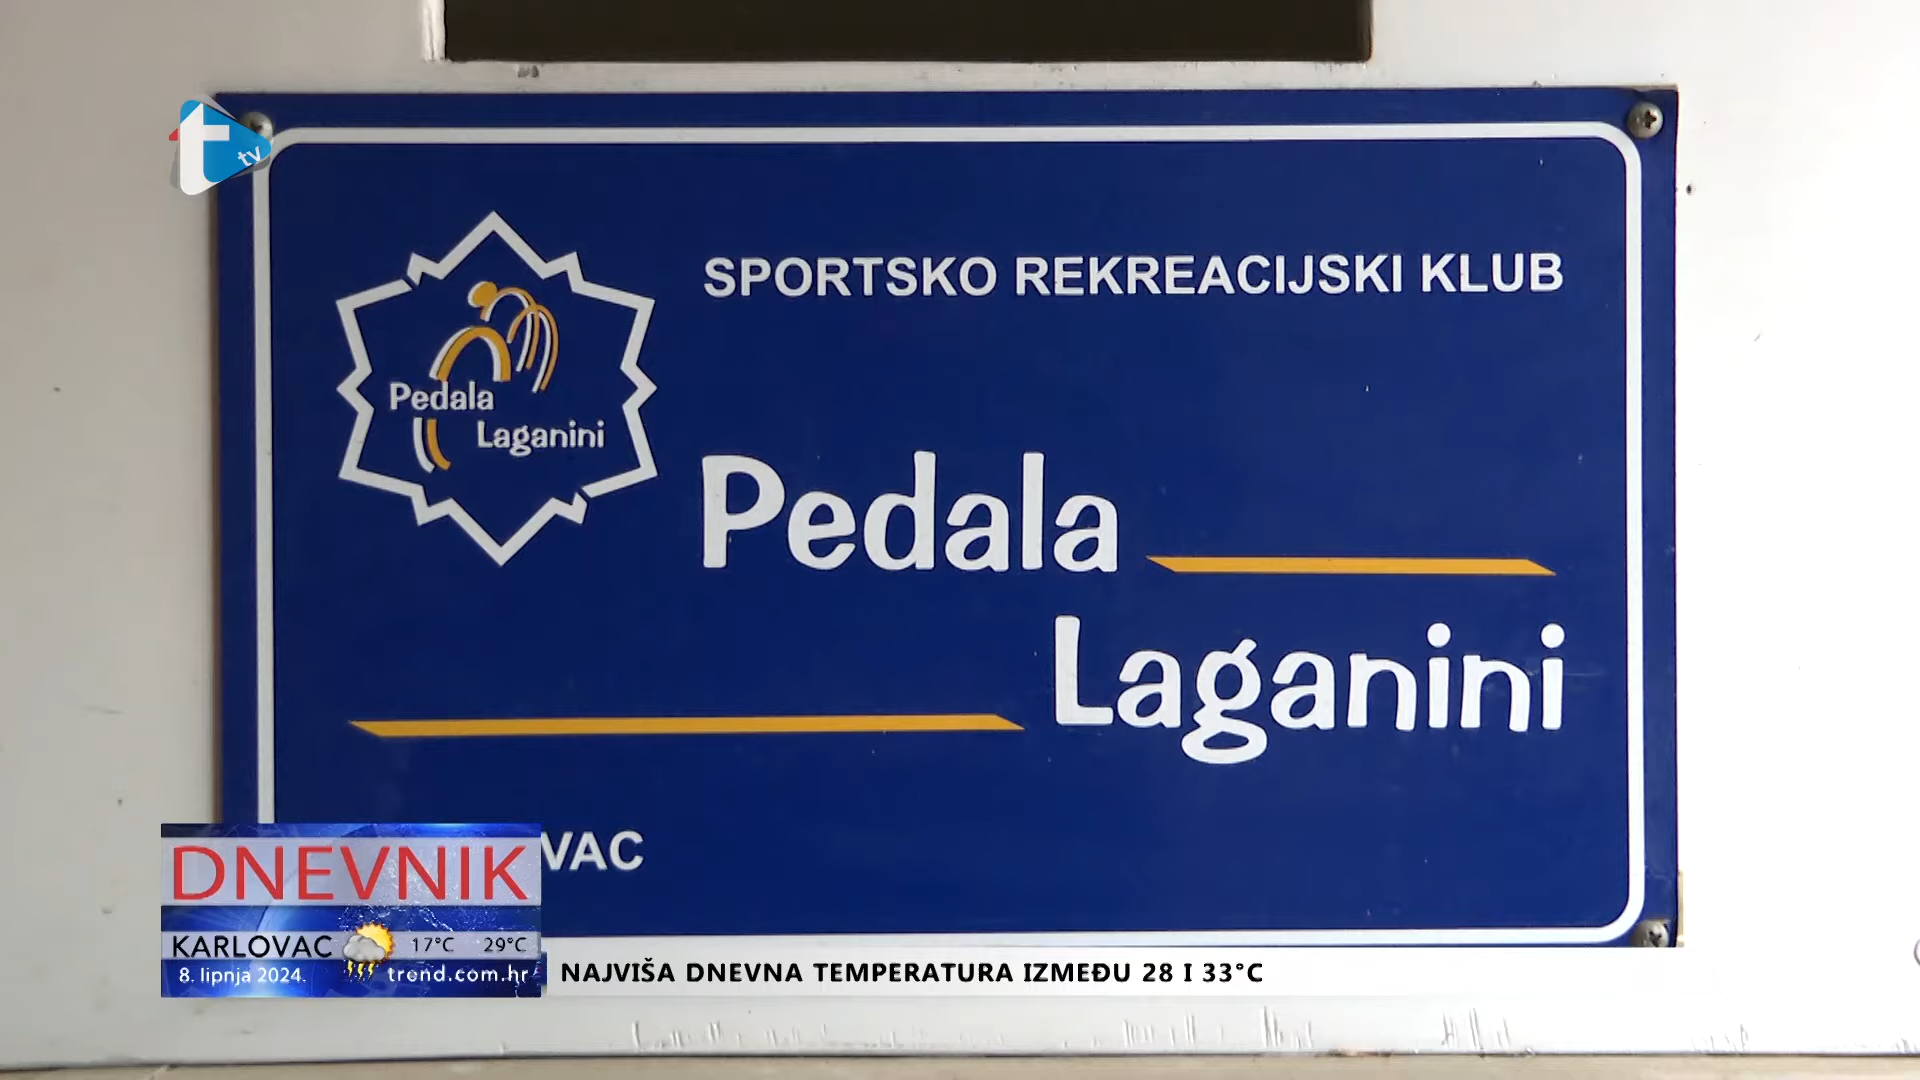 t tv
SPORTSKO REKREACIJSKI KLUB
Pedala
Laganini
Pedala
Laganini
VAC
DNEVNIK
KARLOVAC 17°C 29°C
8. lipnja 2024. trend.com.hr
NAJVIŠA DNEVNA TEMPERATURA IZMEĐU 28 I 33°C